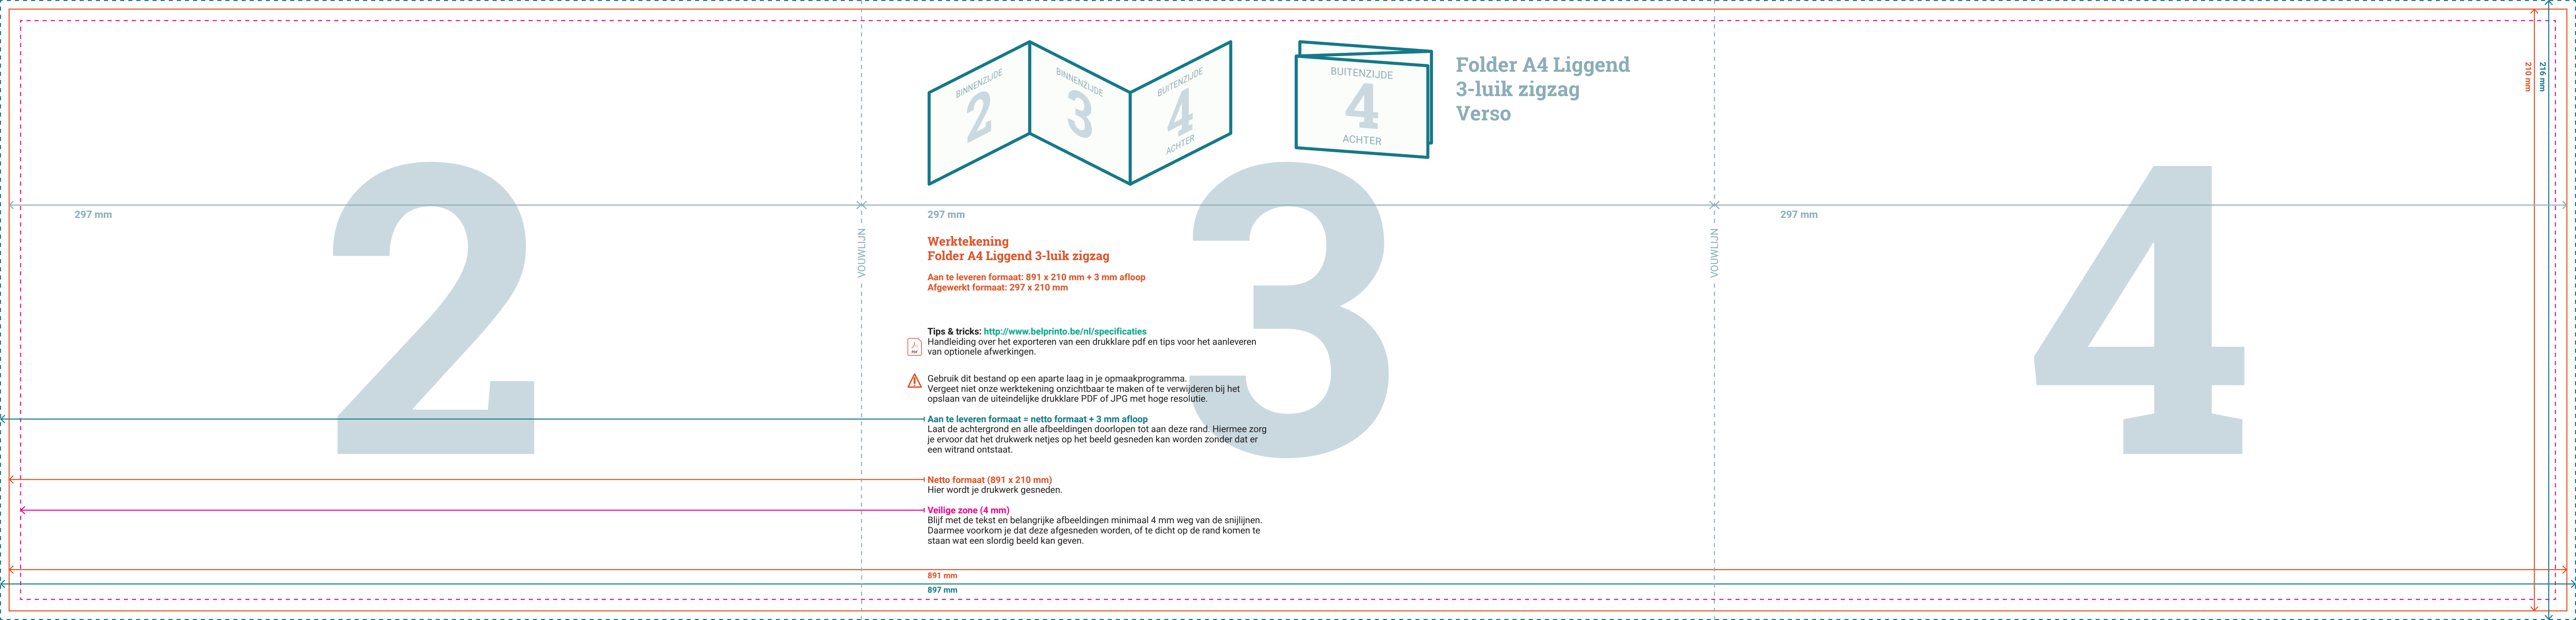 BINNENZIJDE
2
BINNENZIJDE
3
BUITENZIJDE
4
ACHTER
BUITENZIJDE
4
ACHTER
Folder A4 Liggend
3-luik zigzag
Verso
210 mm
216 mm
2
3
4
297 mm
297 mm
297 mm
VOUWLIJN
VOUWLIJN
Werktekening
Folder A4 Liggend 3-luik zigzag
Aan te leveren formaat: 891 x 210 mm + 3 mm afloop
Afgewerkt formaat: 297 x 210 mm
Tips & tricks: http://www.belprinto.be/nl/specificaties
PDF
Handleiding over het exporteren van een drukklare pdf en tips voor het aanleveren
van optionele afwerkingen.
Gebruik dit bestand op een aparte laag in je opmaakprogramma.
Vergeet niet onze werktekening onzichtbaar te maken of te verwijderen bij het
opslaan van de uiteindelijke drukklare PDF of JPG met hoge resolutie.
Aan te leveren formaat = netto formaat + 3 mm afloop
Laat de achtergrond en alle afbeeldingen doorlopen tot aan deze rand. Hiermee zorg
je ervoor dat het drukwerk netjes op het beeld gesneden kan worden zonder dat er
een witrand ontstaat.
Netto formaat (891 x 210 mm)
Hier wordt je drukwerk gesneden.
Veilige zone (4 mm)
Blijf met de tekst en belangrijke afbeeldingen minimaal 4 mm weg van de snijlijnen.
Daarmee voorkom je dat deze afgesneden worden, of te dicht op de rand komen te
staan wat een slordig beeld kan geven.
891 mm
897 mm